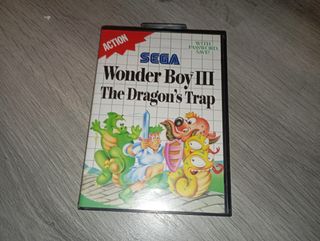 ACTION
WITH
PASSWORD
SAVE!
SEGA
Wonder Boy III
The Dragon's Trap